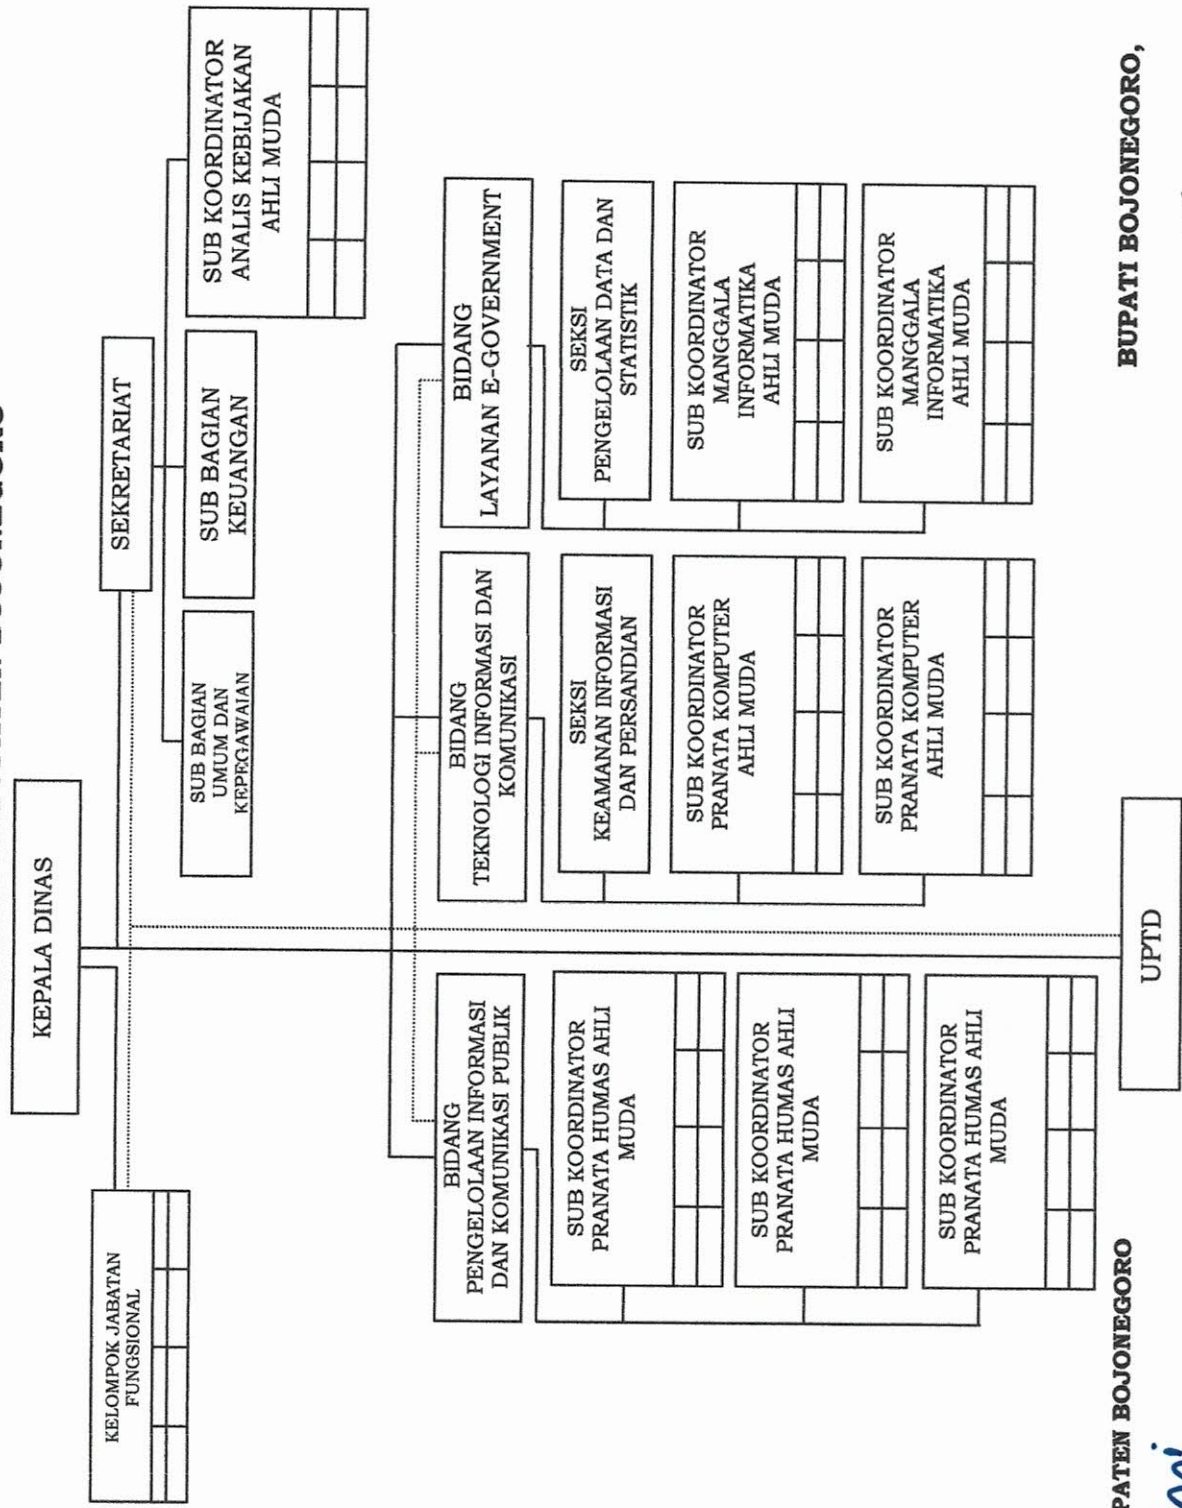 KEPALA DINAS
KELOMPOK JABATAN
FUNGSIONAL
SEKRETARIAT
SUB BAGIAN
UMUM DAN
KEPEGAWAIAN
SUB BAGIAN
KEUANGAN
SUB KOORDINATOR
ANALIS KEBIJAKAN
AHLI MUDA
BIDANG
PENGELOLAAN INFORMASI
DAN KOMUNIKASI PUBLIK
SUB KOORDINATOR
PRANATA HUMAS AHLI
MUDA
SUB KOORDINATOR
PRANATA HUMAS AHLI
MUDA
SUB KOORDINATOR
PRANATA HUMAS AHLI
MUDA
BIDANG
TEKNOLOGI INFORMASI DAN
KOMUNIKASI
SEKSI
KEAMANAN INFORMASI
DAN PERSANDIAN
SUB KOORDINATOR
PRANATA KOMPUTER
AHLI MUDA
SUB KOORDINATOR
PRANATA KOMPUTER
AHLI MUDA
BIDANG
LAYANAN E-GOVERNMENT
SEKSI
PENGELOLAAN DATA DAN
STATISTIK
SUB KOORDINATOR
MANGGALA
INFORMATIKA
AHLI MUDA
SUB KOORDINATOR
MANGGALA
INFORMATIKA
AHLI MUDA
UPTD
PATEN BOJONEGORO
BUPATI BOJONEGORO,